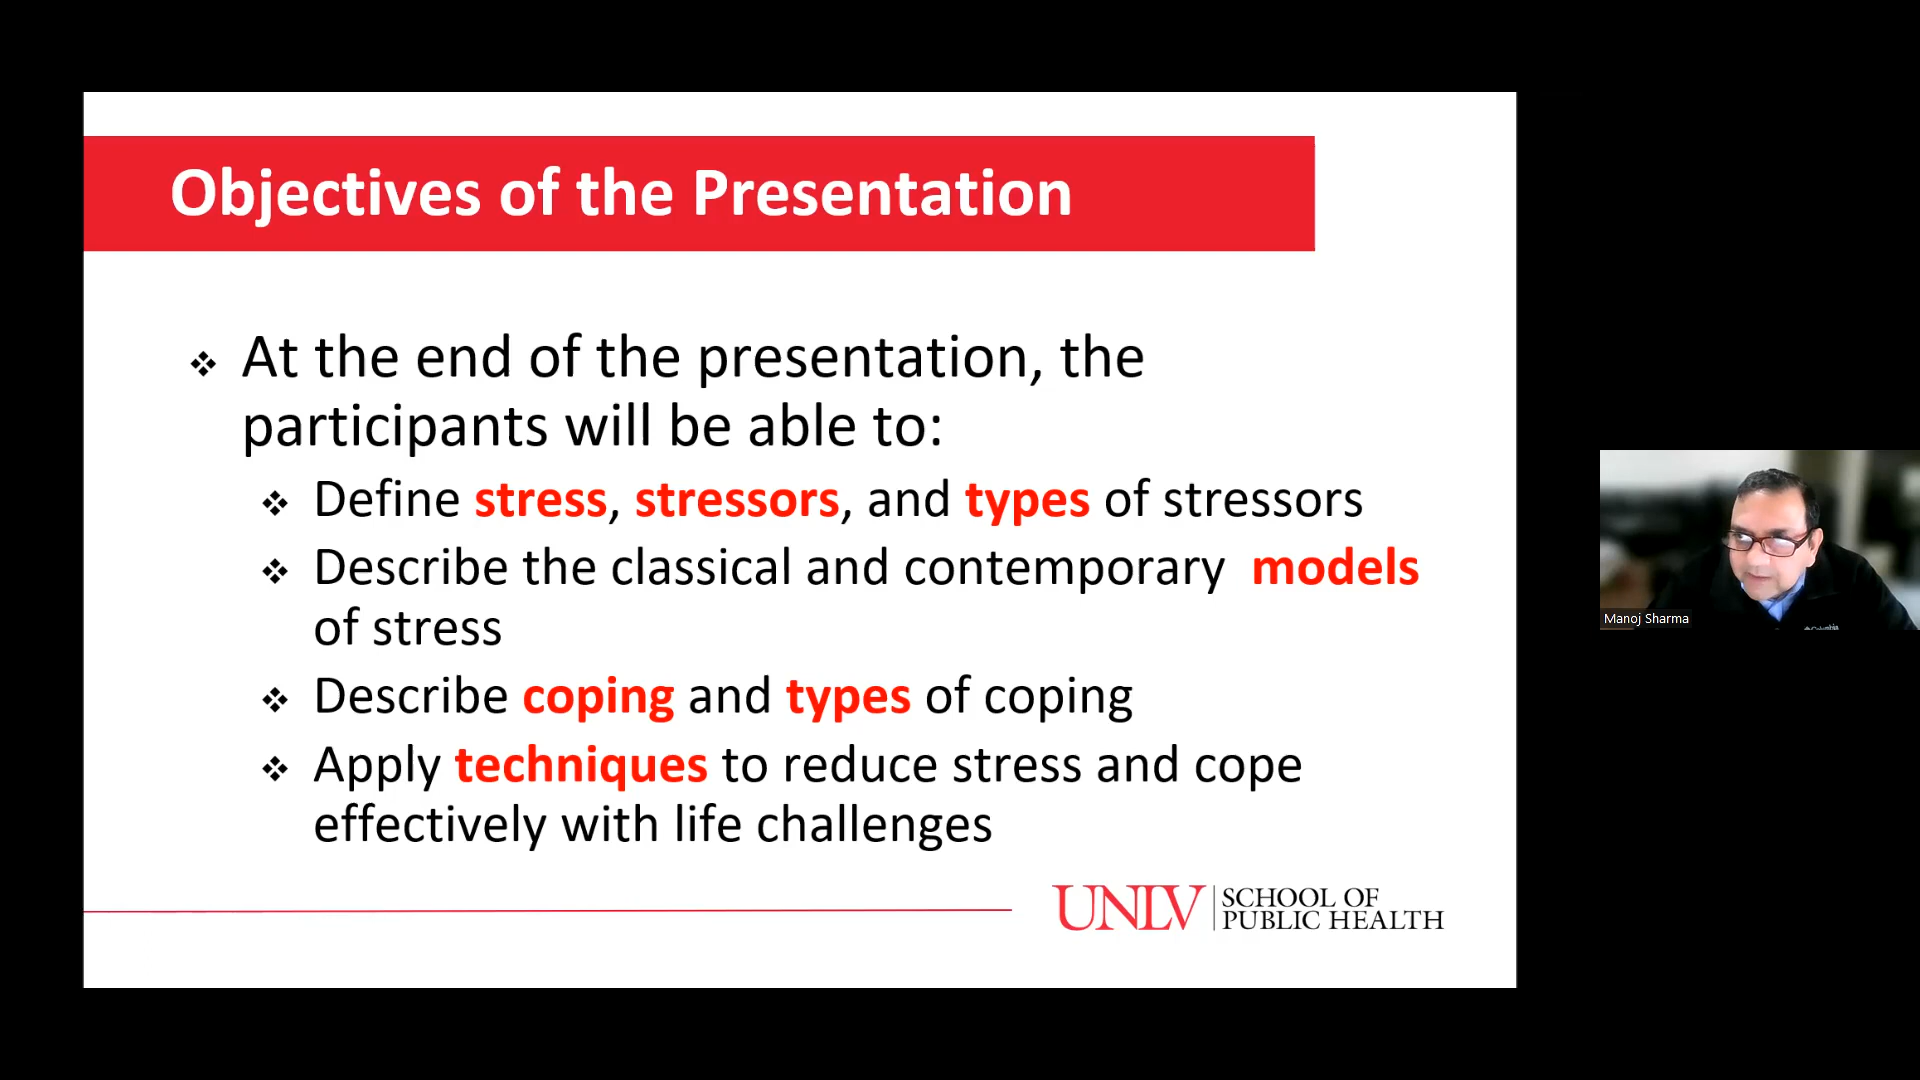 Objectives of the Presentation
❖ At the end of the presentation, the
participants will be able to:
❖ Define stress, stressors, and types of stressors
❖ Describe the classical and contemporary models
of stress
❖ Describe coping and types of coping
❖ Apply techniques to reduce stress and cope
effectively with life challenges
UNLV SCHOOL OF
PUBLIC HEALTH
Manoj Sharma
Columbia